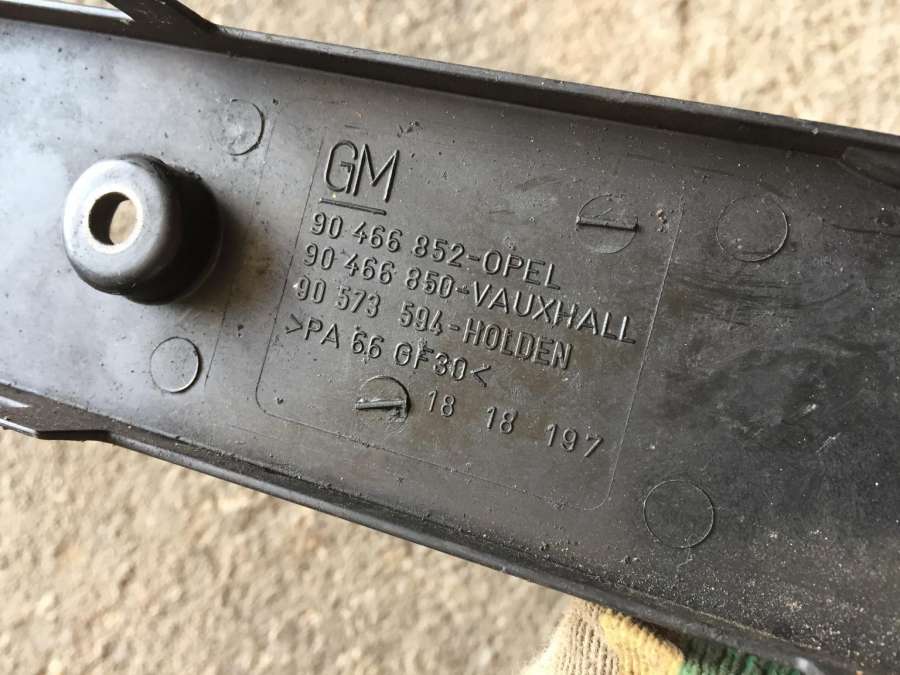 GM
90 466 852-OPEL
90 466 850-VAUXHALL
90 573 594-HOLDEN
>PA 66 GF30<
18 18 197